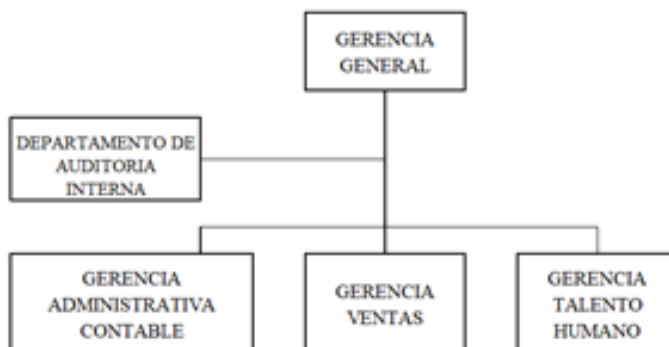 GERENCIA
GENERAL
DEPARTAMENTO DE
AUDITORIA
INTERNA
GERENCIA
ADMINISTRATIVA
CONTABLE
GERENCIA
VENTAS
GERENCIA
TALENTO
HUMANO